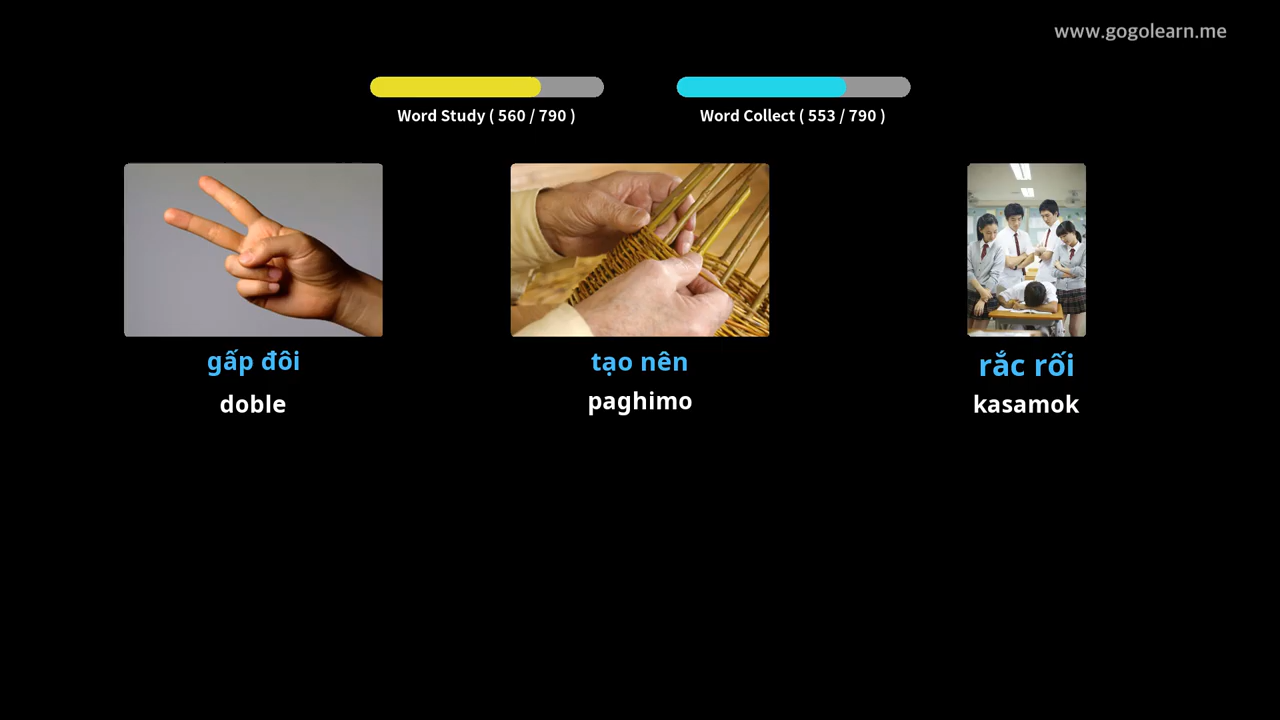 www.gogolearn.me
Word Study ( 560 / 790 )
Word Collect ( 553 / 790 )
gấp đôi
tạo nên
rắc rối
doble
paghimo
kasamok